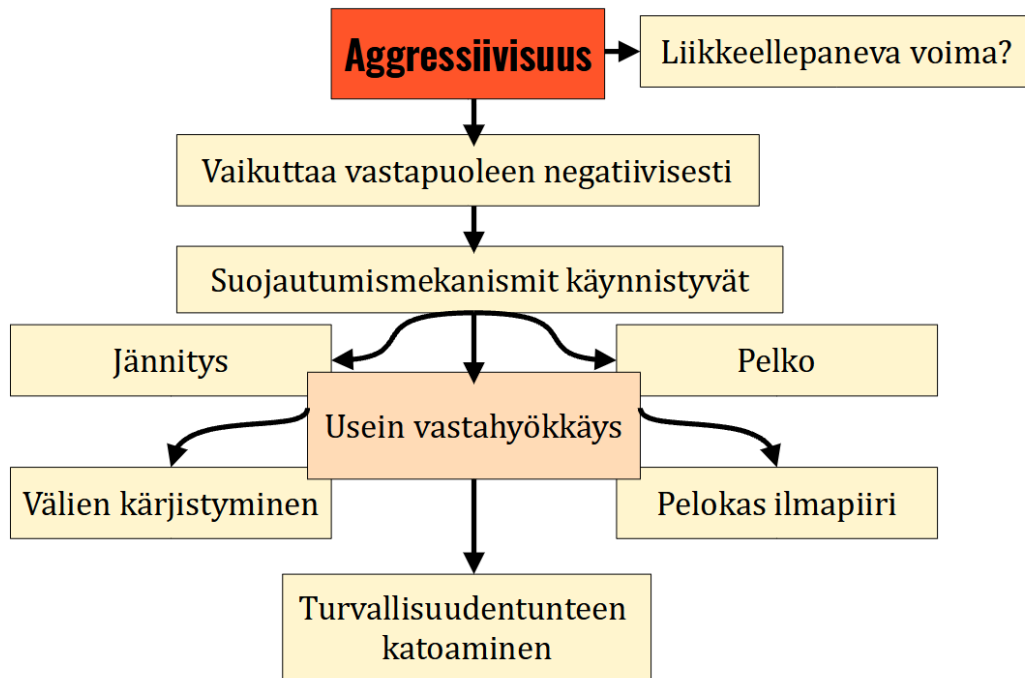 Aggressiivisuus
Liikkeellepaneva voima?
Vaikuttaa vastapuoleen negatiivisesti
Suojautumismekanismit käynnistyvät
Jännitys
Pelko
Usein vastahyökkäys
Välien kärjistyminen
Pelokas ilmapiiri
Turvallisuudentunteen
katoaminen